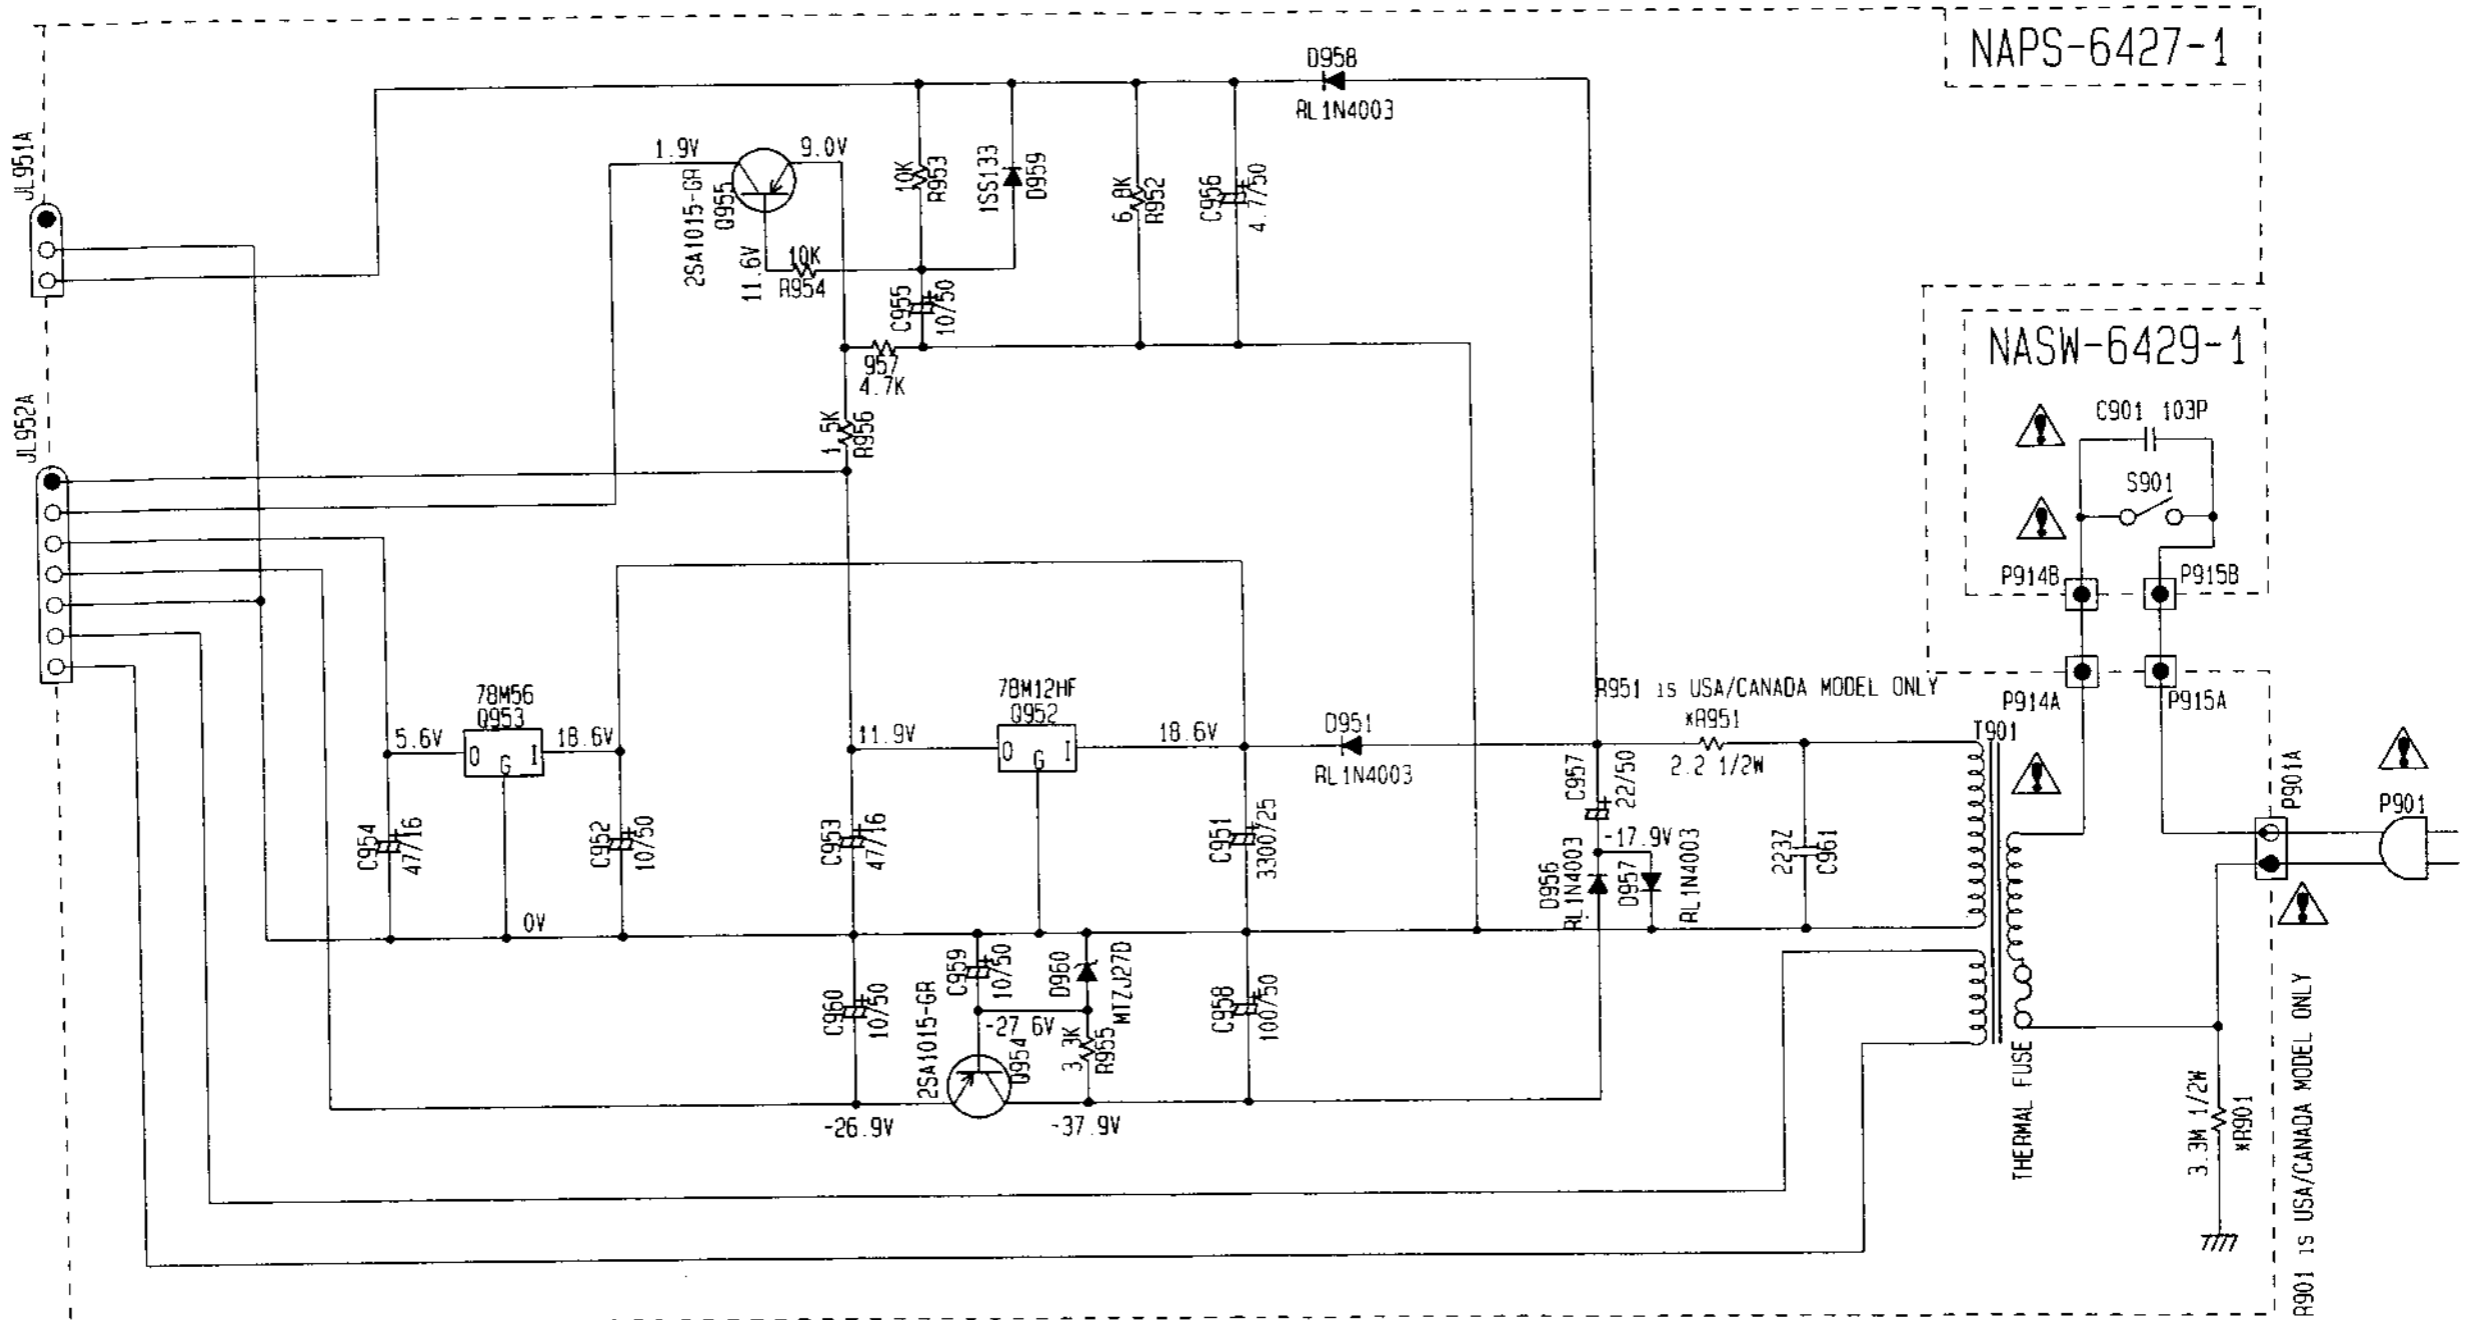 NAPS-6427-1
D958
RL1N4003
JL951A
1.9V
9.0V
2SA1015-GR
Q955
10K
R953
1SS133
D959
6.8K
R952
C956
4.7/50
11.6V
10K
R954
C955
10/50
957
4.7K
1.5K
R956
NASW-6429-1
C901 103P
S901
P914B
P915B
P914A
P915A
JL952A
78M56
Q953
5.6V
18.6V
O
G
I
78M12HF
Q952
11.9V
18.6V
O
G
I
D951
RL1N4003
R951 IS USA/CANADA MODEL ONLY
*R951
2.2 1/2W
T901
C957
22/50
-17.9V
D956
RL1N4003
D957
RL1N4003
223Z
C961
P901A
P901
C954
47/16
C952
10/50
C953
47/16
C951
3300/25
0V
C959
10/50
D960
MTZJ27D
C960
10/50
2SA1015-GR
-27.6V
Q954
3.3K
R955
C958
100/50
-26.9V
-37.9V
THERMAL FUSE
3.3M 1/2W
*R901
R901 IS USA/CANADA MODEL ONLY